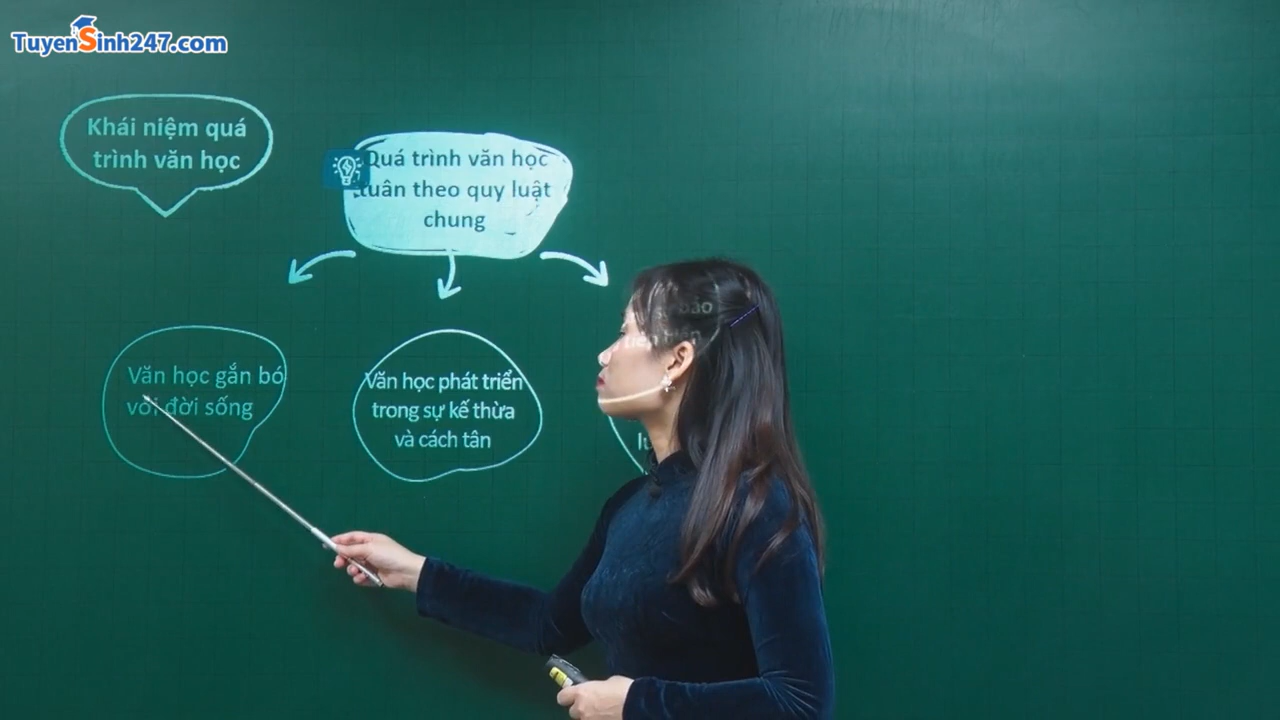 TuyenSinh247.com
Khái niệm quá
trình văn học
Quá trình văn học
tuân theo quy luật
chung
Văn học gắn bó
với đời sống
Văn học phát triển
trong sự kế thừa
và cách tân